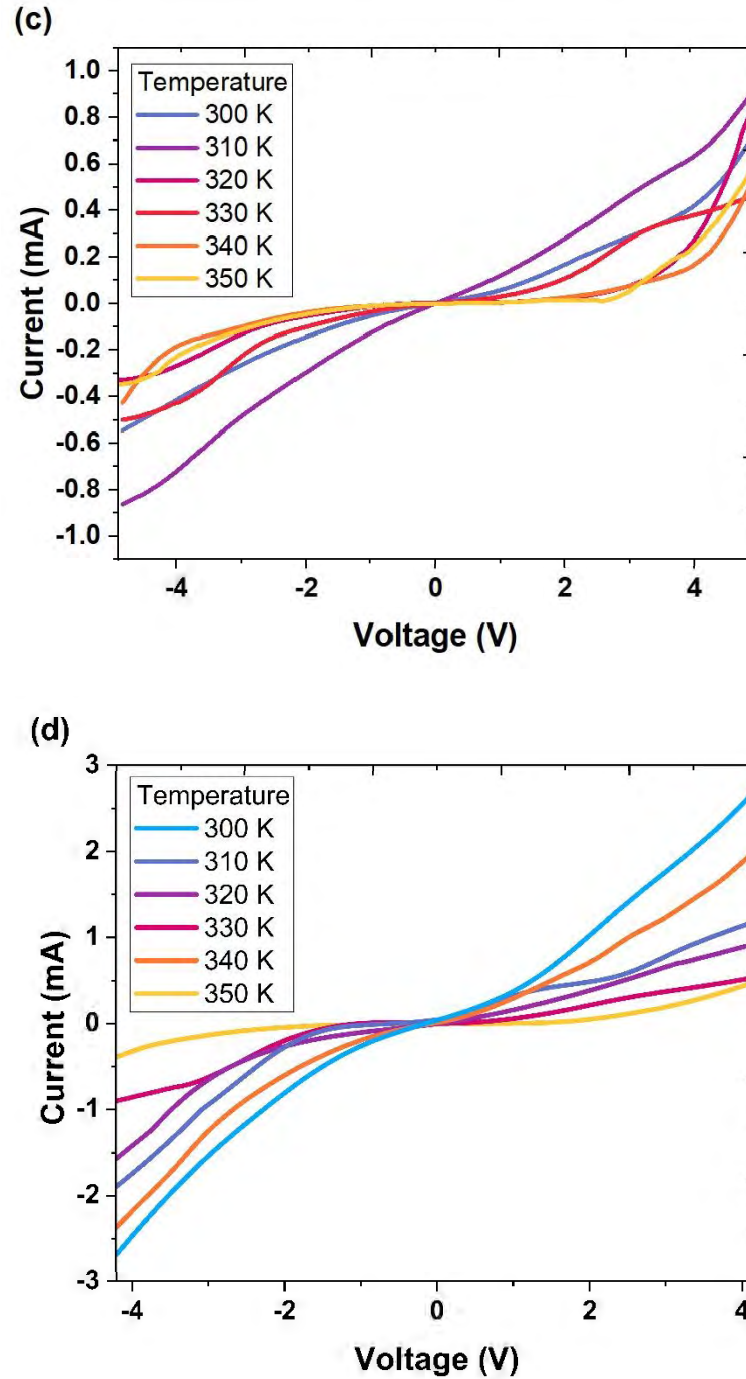 (c)
Temperature
300 K
310 K
320 K
330 K
340 K
350 K
1.0
0.8
0.6
0.4
0.2
0.0
-0.2
-0.4
-0.6
-0.8
-1.0
Current (mA)
-4 -2 0 2 4
Voltage (V)
(d)
Temperature
300 K
310 K
320 K
330 K
340 K
350 K
3
2
1
0
-1
-2
-3
Current (mA)
-4 -2 0 2 4
Voltage (V)